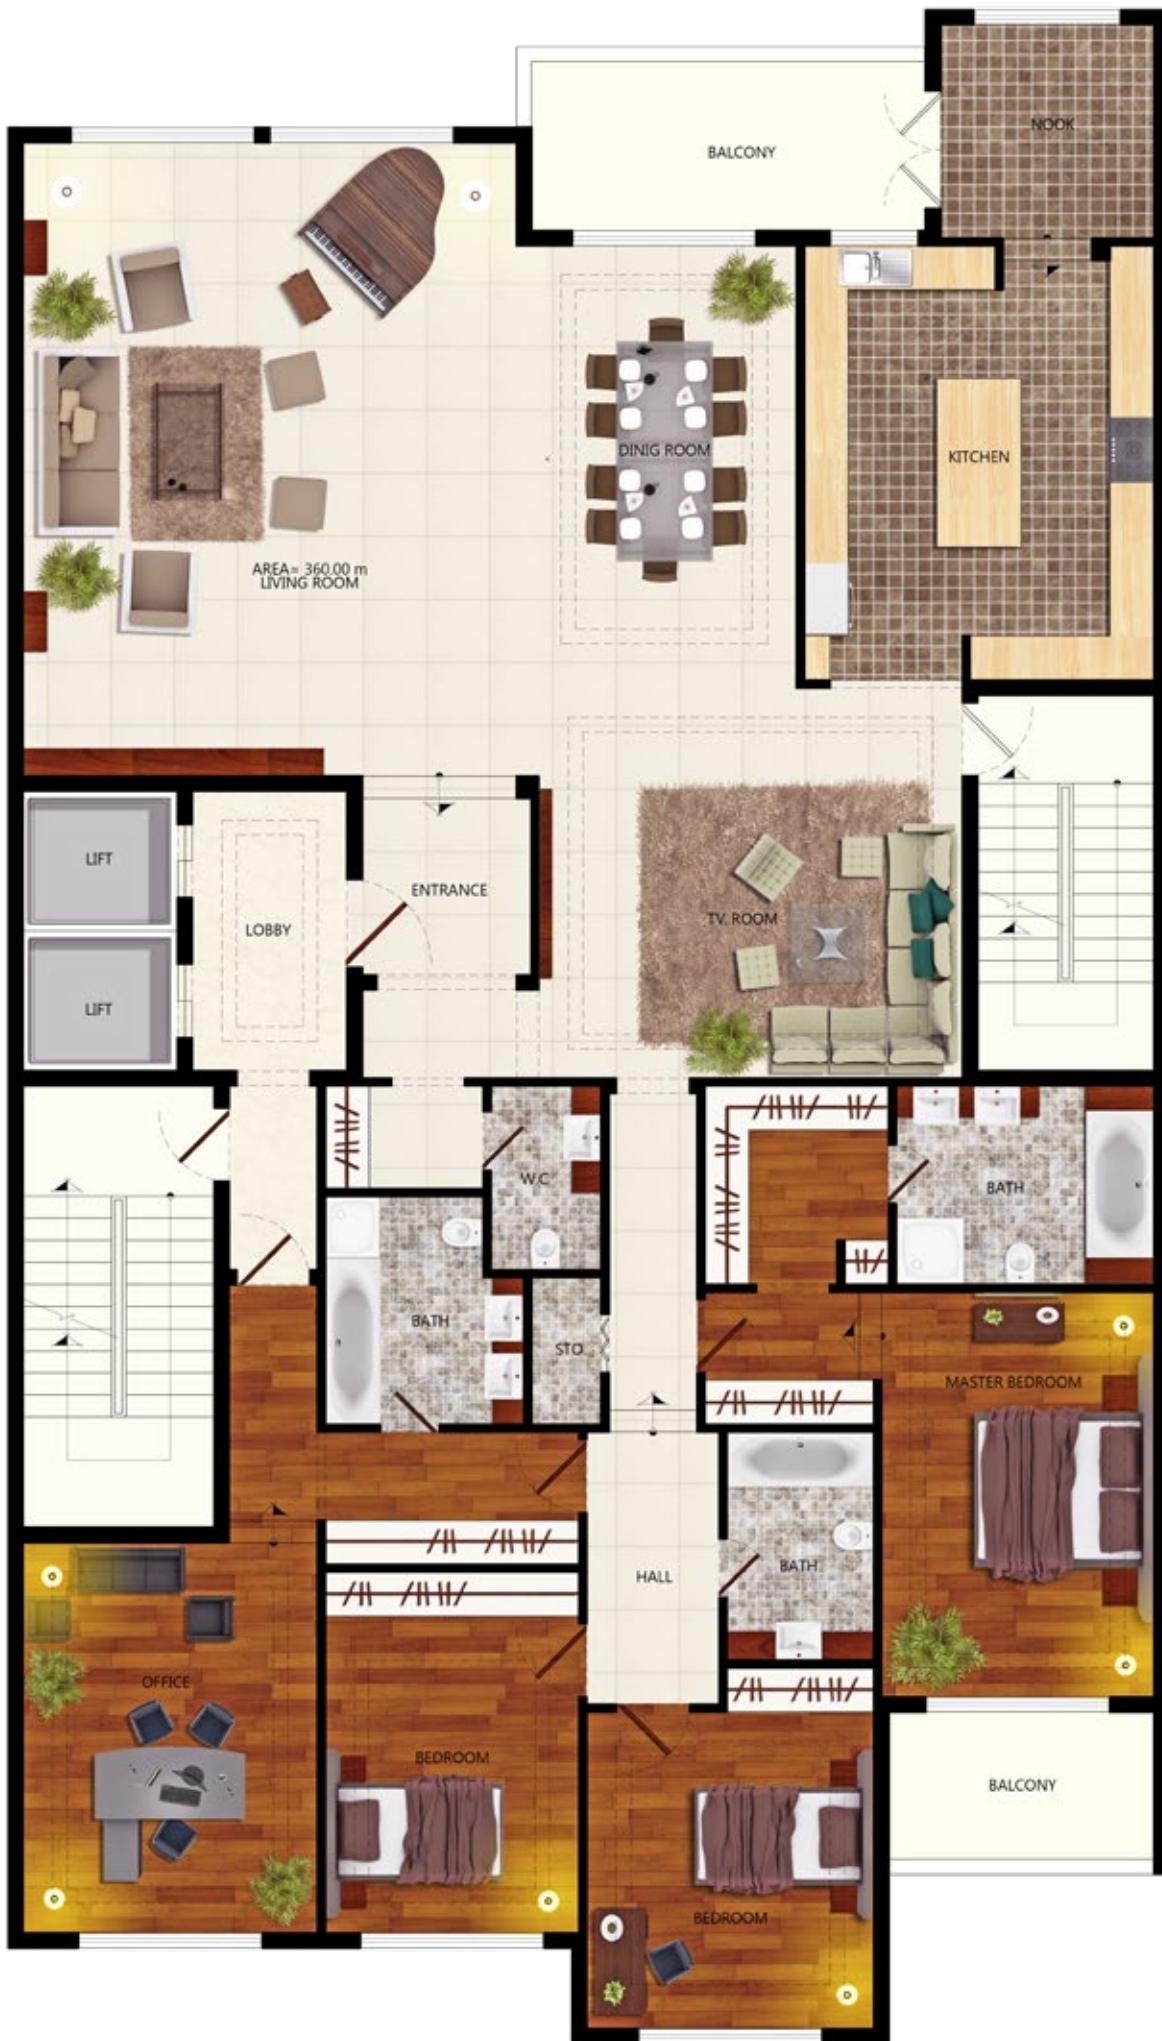 NOOK
BALCONY
DINIG ROOM
KITCHEN
AREA= 360.00 m
LIVING ROOM
LIFT
ENTRANCE
TV. ROOM
LOBBY
LIFT
W.C
BATH
BATH
STO
MASTER BEDROOM
BATH
HALL
OFFICE
BEDROOM
BALCONY
BEDROOM